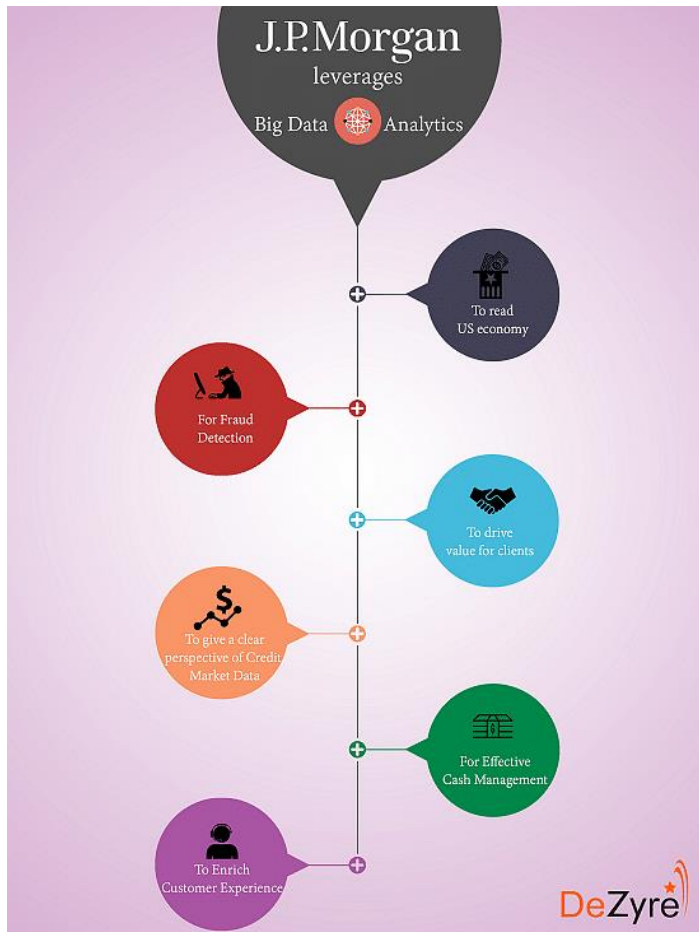 J.P.Morgan
leverages
Big Data Analytics
To read
US economy
For Fraud
Detection
To drive
value for clients
To give a clear
perspective of Credit
Market Data
For Effective
Cash Management
To Enrich
Customer Experience
DeZyre